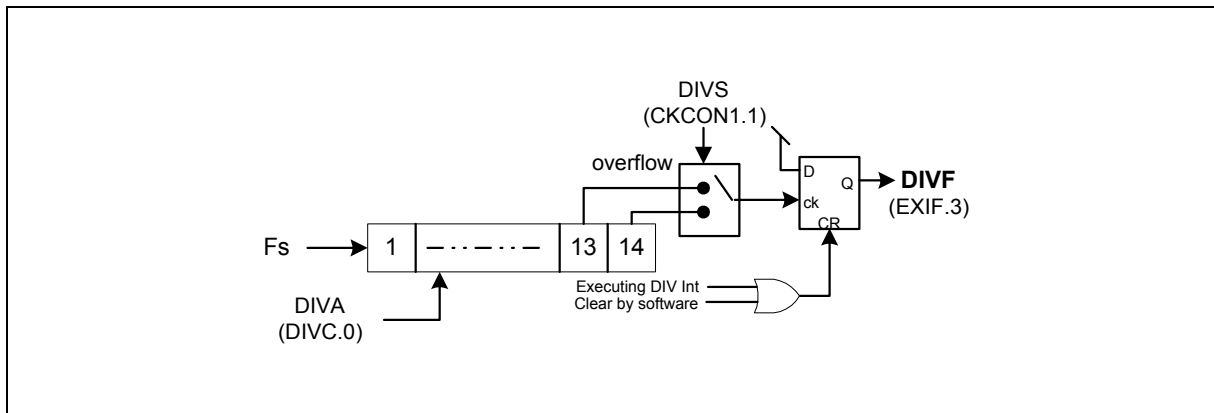 DIVS
(CKCON1.1)
overflow
D
Q
DIVF
(EXIF.3)
ck
CR
Fs
1
13
14
Executing DIV Int
Clear by software
DIVA
(DIVC.0)